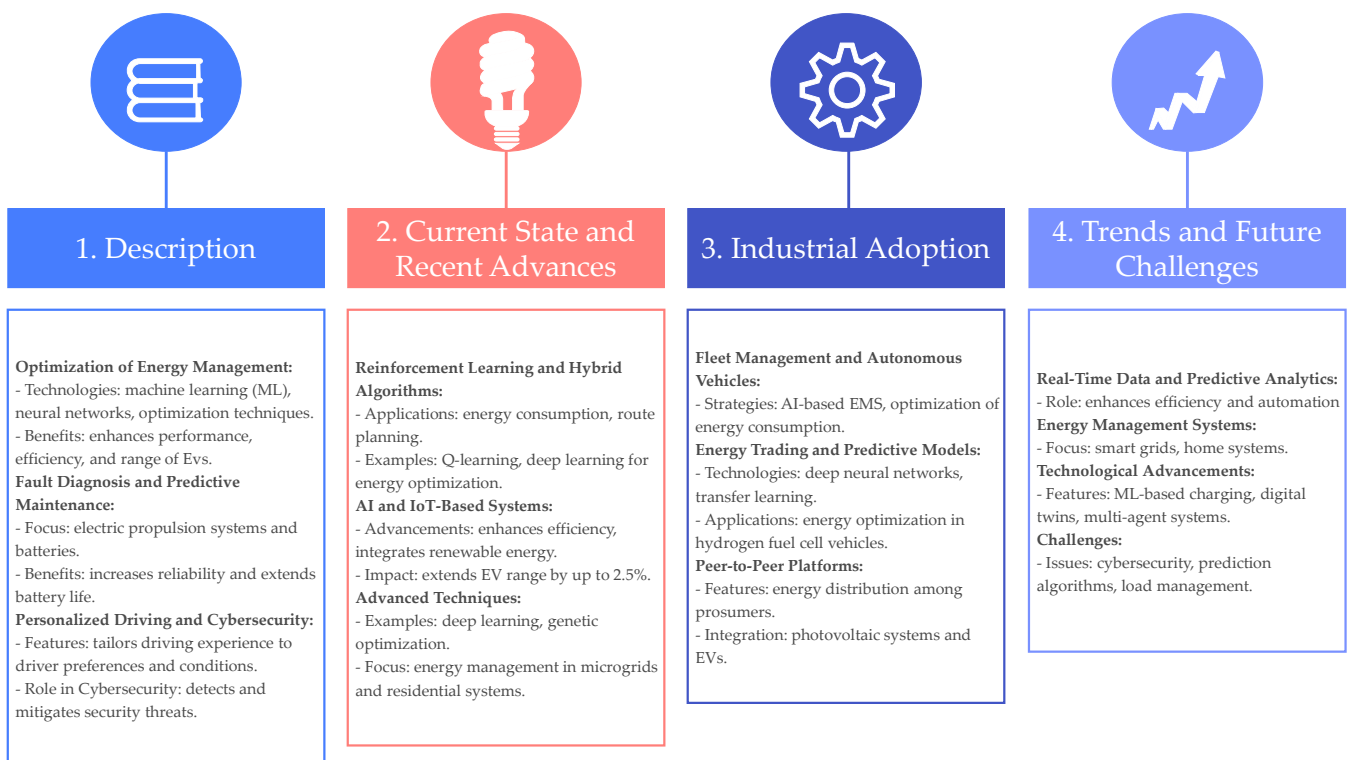 1. Description
Optimization of Energy Management:
- Technologies: machine learning (ML),
neural networks, optimization techniques.
- Benefits: enhances performance,
efficiency, and range of Evs.
Fault Diagnosis and Predictive
Maintenance:
- Focus: electric propulsion systems and
batteries.
- Benefits: increases reliability and extends
battery life.
Personalized Driving and Cybersecurity:
- Features: tailors driving experience to
driver preferences and conditions.
- Role in Cybersecurity: detects and
mitigates security threats.
2. Current State and
Recent Advances
Reinforcement Learning and Hybrid
Algorithms:
- Applications: energy consumption, route
planning.
- Examples: Q-learning, deep learning for
energy optimization.
AI and IoT-Based Systems:
- Advancements: enhances efficiency,
integrates renewable energy.
- Impact: extends EV range by up to 2.5%.
Advanced Techniques:
- Examples: deep learning, genetic
optimization.
- Focus: energy management in microgrids
and residential systems.
3. Industrial Adoption
Fleet Management and Autonomous
Vehicles:
- Strategies: AI-based EMS, optimization of
energy consumption.
Energy Trading and Predictive Models:
- Technologies: deep neural networks,
transfer learning.
- Applications: energy optimization in
hydrogen fuel cell vehicles.
Peer-to-Peer Platforms:
- Features: energy distribution among
prosumers.
- Integration: photovoltaic systems and
EVs.
4. Trends and Future
Challenges
Real-Time Data and Predictive Analytics:
- Role: enhances efficiency and automation
Energy Management Systems:
- Focus: smart grids, home systems.
Technological Advancements:
- Features: ML-based charging, digital
twins, multi-agent systems.
Challenges:
- Issues: cybersecurity, prediction
algorithms, load management.